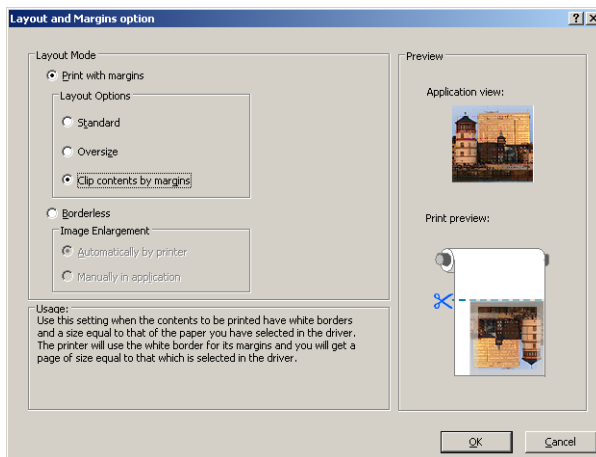 Layout and Margins option
Layout Mode
Print with margins
Layout Options
Standard
Oversize
Clip contents by margins
Borderless
Image Enlargement
Automatically by printer
Manually in application
Usage:
Use this setting when the contents to be printed have white borders
and a size equal to that of the paper you have selected in the driver.
The printer will use the white border for its margins and you will get a
page of size equal to that which is selected in the driver.
Preview
Application view:
Print preview:
OK
Cancel